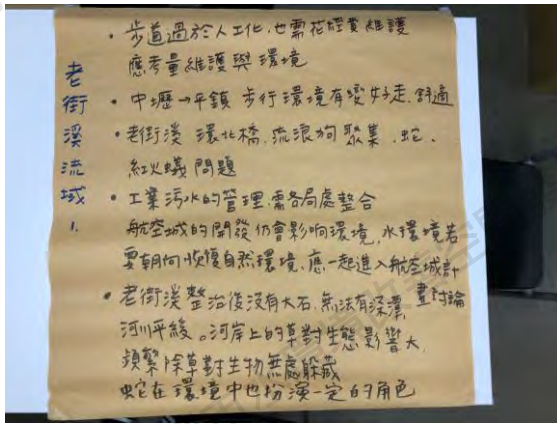 老街溪流域1.
• 步道過於人工化,也需花經費維護
應考量維護與環境
• 中壢→平鎮 步行環境有變好走.舒適
• 老街溪 環北橋.流浪狗聚集.蛇.
紅火蟻問題
• 工業污水的管理.需各局處整合
航空城的開發仍會影响環境,水環境若
要朝向恢復自然環境.應一起進入航空城計
畫討論
• 老街溪整治後沒有大石.無法有深潭,
河川平緩。河岸上的草對生態影響大,
頻繁除草對生物無處躲藏
蛇在環境中也扮演一定的角色